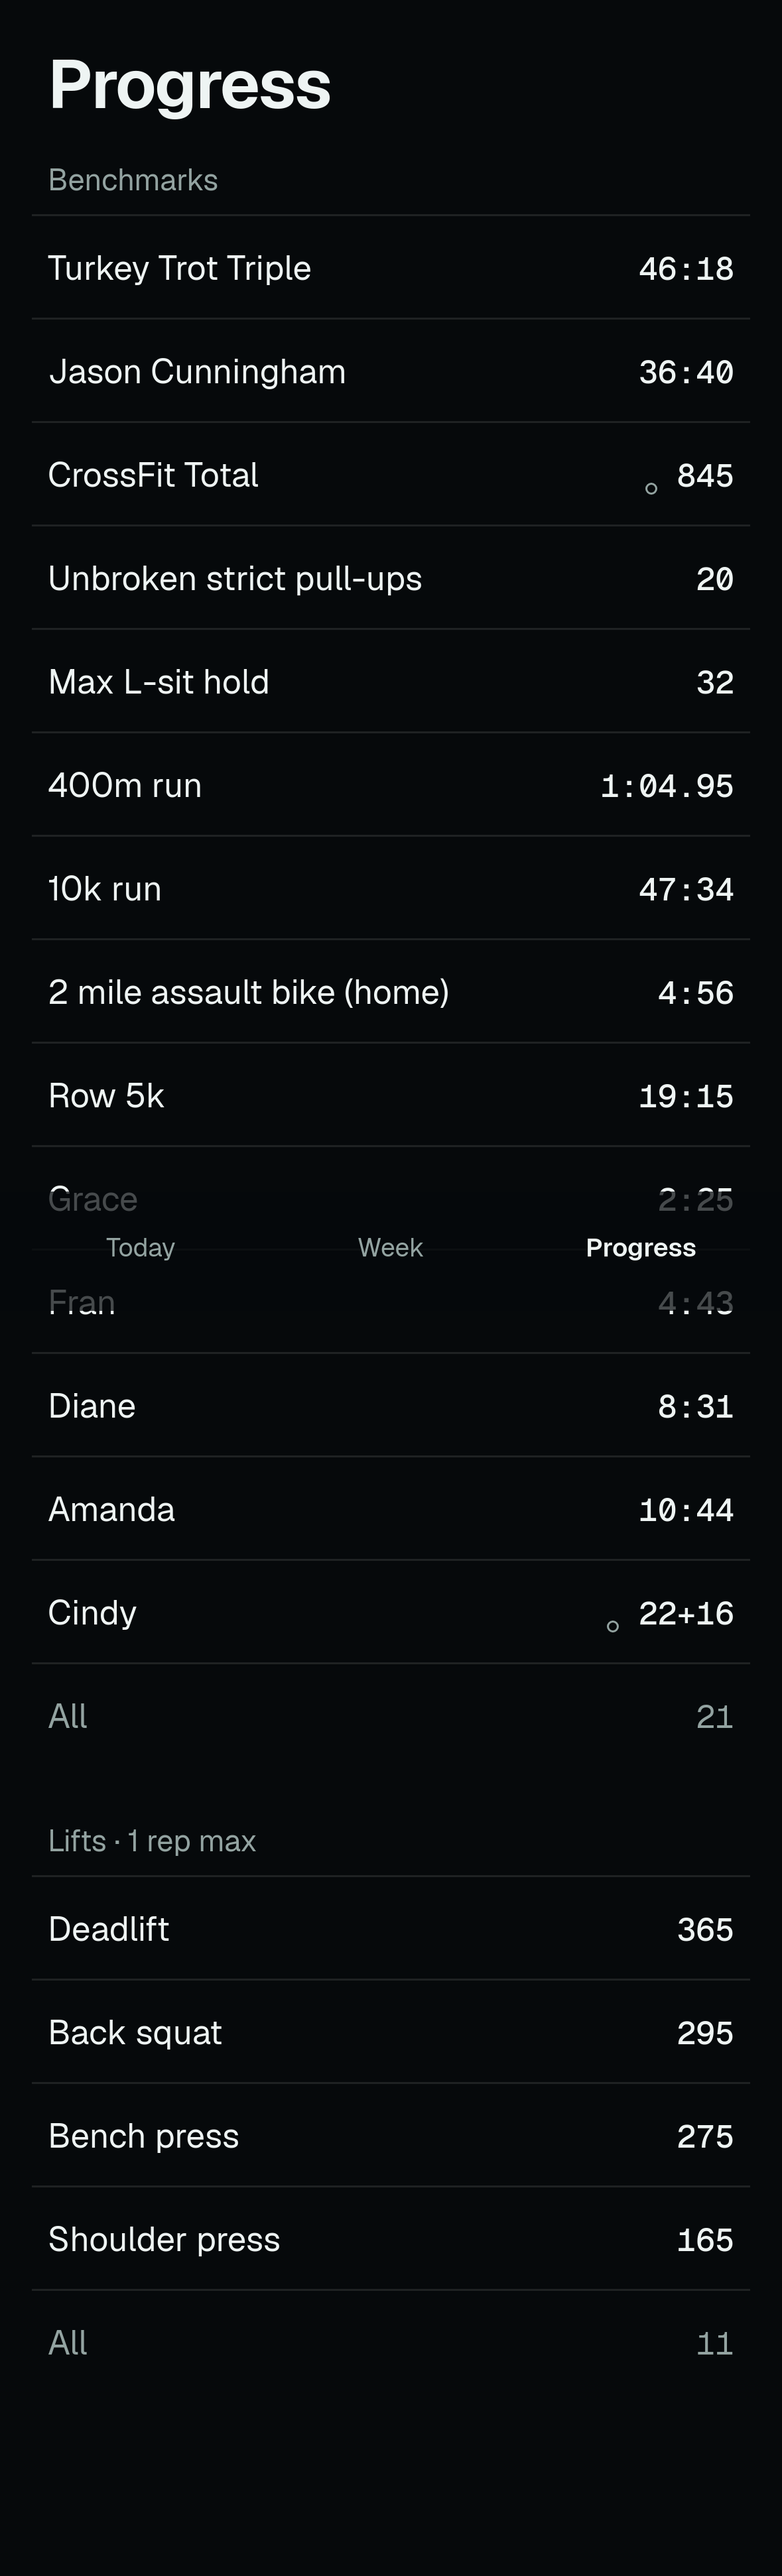 Progress
Benchmarks
Turkey Trot Triple 46:18
Jason Cunningham 36:40
CrossFit Total 845
Unbroken strict pull-ups 20
Max L-sit hold 32
400m run 1:04.95
10k run 47:34
2 mile assault bike (home) 4:56
Row 5k 19:15
Grace 2:25
Today Week Progress
Fran 4:43
Diane 8:31
Amanda 10:44
Cindy 22+16
All 21
Lifts · 1 rep max
Deadlift 365
Back squat 295
Bench press 275
Shoulder press 165
All 11